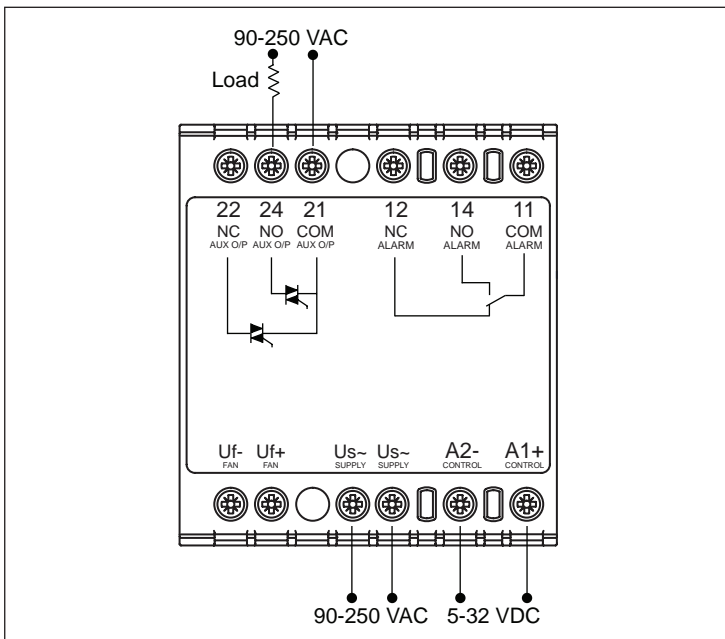 90-250 VAC
Load
22 24 21 12 14 11
NC NO COM NC NO COM
AUX O/P AUX O/P AUX O/P ALARM ALARM ALARM
Uf- Uf+ Us~ Us~ A2- A1+
FAN FAN SUPPLY SUPPLY CONTROL CONTROL
90-250 VAC 5-32 VDC